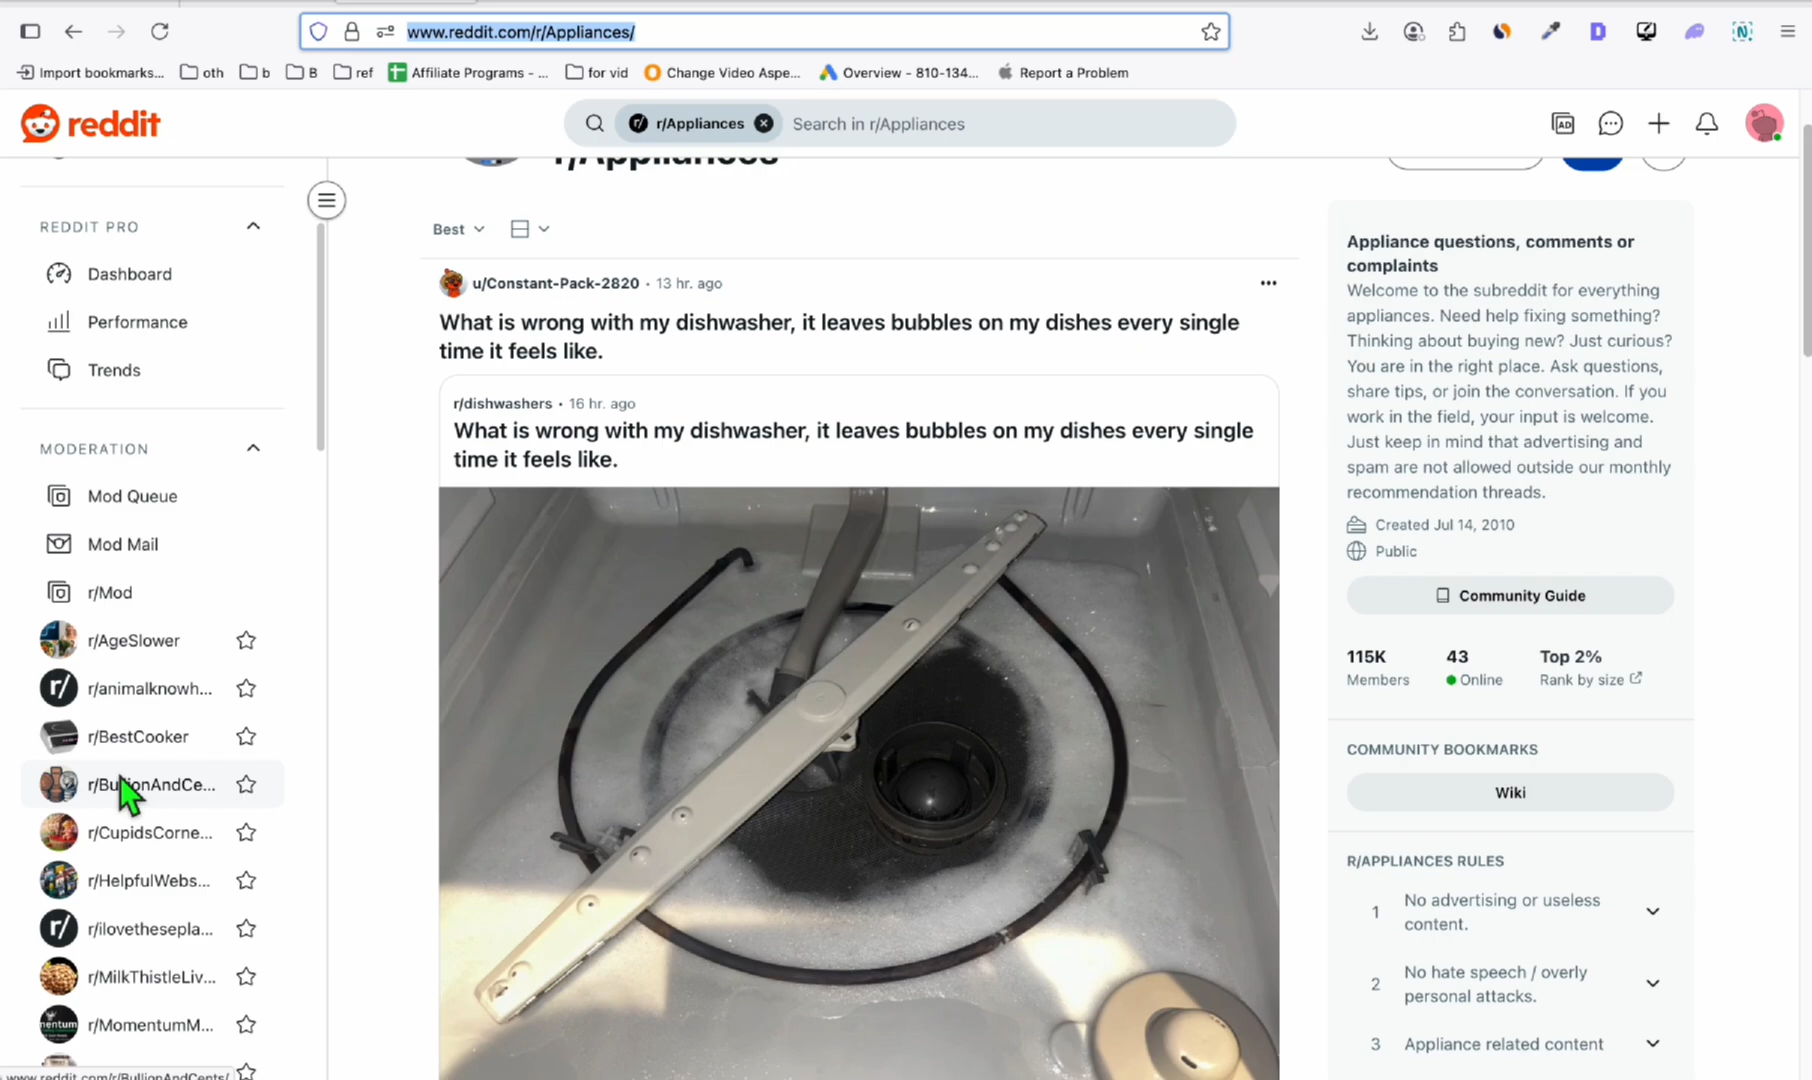 www.reddit.com/r/Appliances/
Import bookmarks...
oth
b
B
ref
Affiliate Programs - ...
for vid
Change Video Aspe...
Overview - 810-134...
Report a Problem
reddit
r/Appliances
Search in r/Appliances
AD
r/Appliances
REDDIT PRO
Dashboard
Performance
Trends
MODERATION
Mod Queue
Mod Mail
r/Mod
r/AgeSlower
r/animalknowh...
r/BestCooker
r/BullionAndCe...
r/CupidsCorne...
r/HelpfulWebs...
r/ilovethesepla...
r/MilkThistleLiv...
r/MomentumM...
www.reddit.com/r/BullionAndCents/
Best
u/Constant-Pack-2820 • 13 hr. ago
What is wrong with my dishwasher, it leaves bubbles on my dishes every single
time it feels like.
r/dishwashers • 16 hr. ago
What is wrong with my dishwasher, it leaves bubbles on my dishes every single
time it feels like.
Appliance questions, comments or
complaints
Welcome to the subreddit for everything
appliances. Need help fixing something?
Thinking about buying new? Just curious?
You are in the right place. Ask questions,
share tips, or join the conversation. If you
work in the field, your input is welcome.
Just keep in mind that advertising and
spam are not allowed outside our monthly
recommendation threads.
Created Jul 14, 2010
Public
Community Guide
115K 43 Top 2%
Members Online Rank by size
COMMUNITY BOOKMARKS
Wiki
R/APPLIANCES RULES
1 No advertising or useless
content.
2 No hate speech / overly
personal attacks.
3 Appliance related content